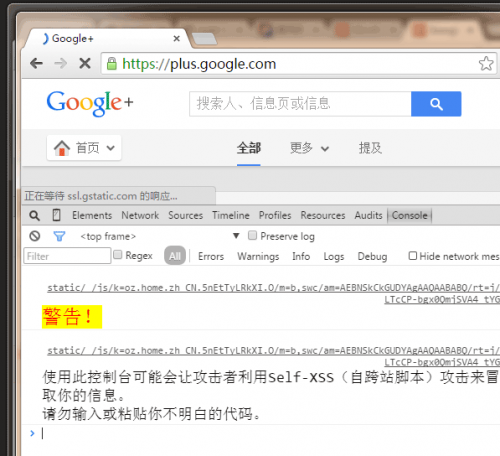 Google+
https://plus.google.com
Google+
搜索人、信息页或信息
首页
全部
更多
提及
正在等待 ssl.gstatic.com 的响应...
Elements Network Sources Timeline Profiles Resources Audits Console
<top frame>
Preserve log
Filter
Regex
All
Errors Warnings Info Logs Debug
Hide network mes
static/_/js/k=oz.home.zh_CN.5nEtTyLRkXI.O/m=b,swc/am=AEBNSkCkGUDYAgAAQAABABQ/rt=j/
LTcCP-bgx0QmjSVA4_tYG
警告！
static/_/js/k=oz.home.zh_CN.5nEtTyLRkXI.O/m=b,swc/am=AEBNSkCkGUDYAgAAQAABABQ/rt=j/
LTcCP-bgx0QmjSVA4_tYG
使用此控制台可能会让攻击者利用Self-XSS（自跨站脚本）攻击来冒
取你的信息。
请勿输入或粘贴你不明白的代码。